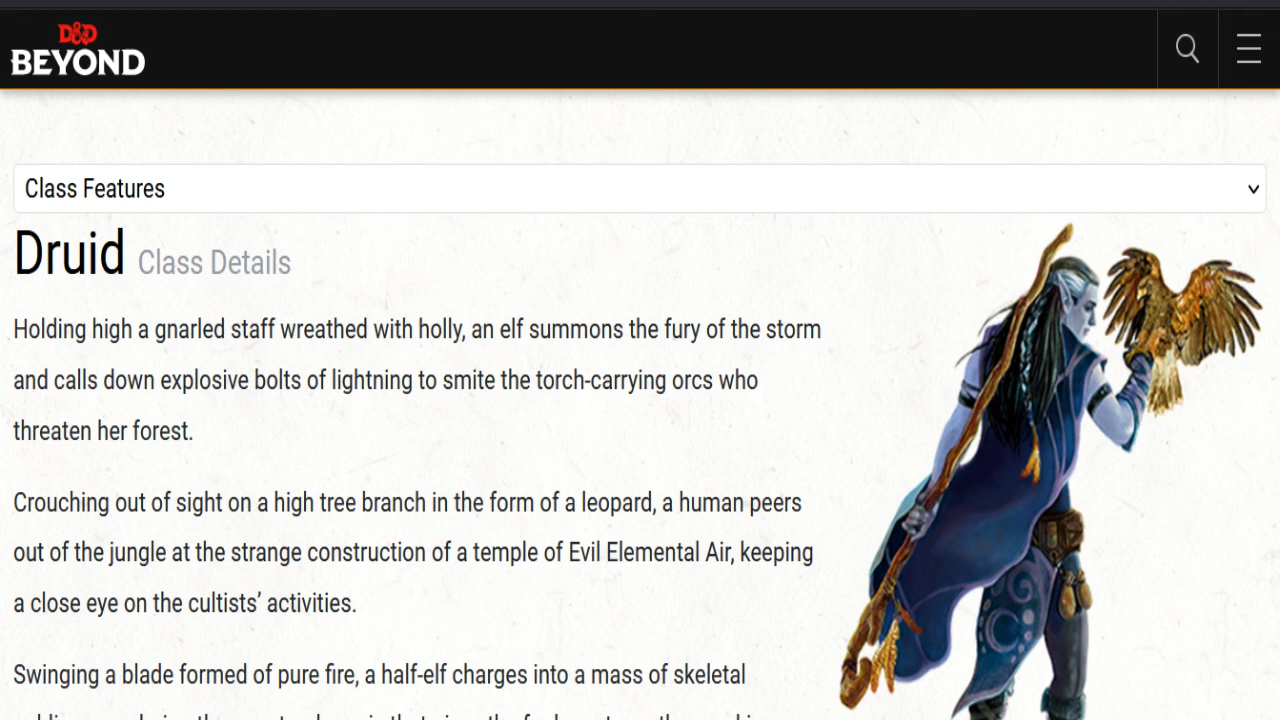 D&D
BEYOND
Class Features
Druid Class Details
Holding high a gnarled staff wreathed with holly, an elf summons the fury of the storm
and calls down explosive bolts of lightning to smite the torch-carrying orcs who
threaten her forest.
Crouching out of sight on a high tree branch in the form of a leopard, a human peers
out of the jungle at the strange construction of a temple of Evil Elemental Air, keeping
a close eye on the cultists’ activities.
Swinging a blade formed of pure fire, a half-elf charges into a mass of skeletal